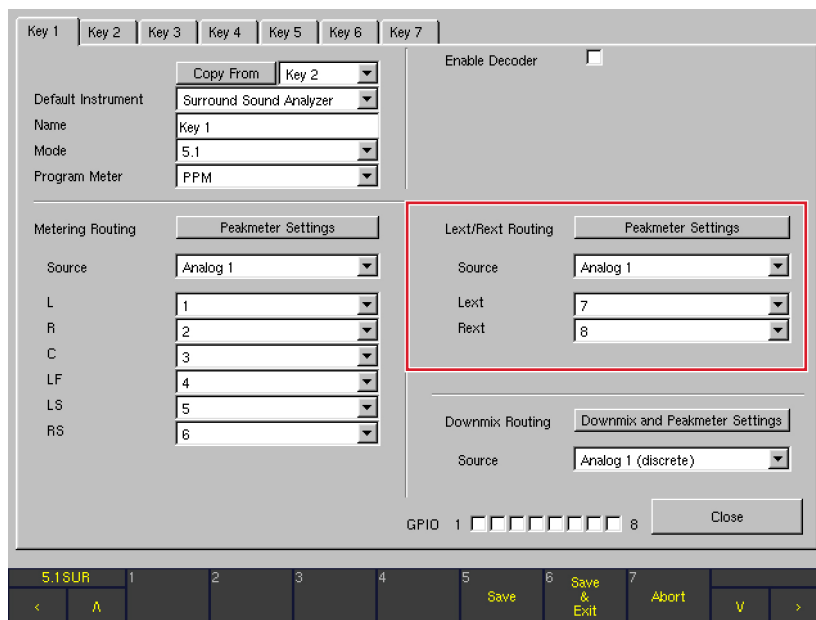 Key 1 Key 2 Key 3 Key 4 Key 5 Key 6 Key 7
Copy From Key 2
Default Instrument Surround Sound Analyzer
Name Key 1
Mode 5.1
Program Meter PPM
Enable Decoder
Metering Routing Peakmeter Settings
Source Analog 1
L 1
R 2
C 3
LF 4
LS 5
RS 6
Lext/Rext Routing Peakmeter Settings
Source Analog 1
Lext 7
Rext 8
Downmix Routing Downmix and Peakmeter Settings
Source Analog 1 (discrete)
GPIO 1 8 Close
5.1SUR 1 2 3 4 5 Save 6 Save & Exit 7 Abort
< Λ V >